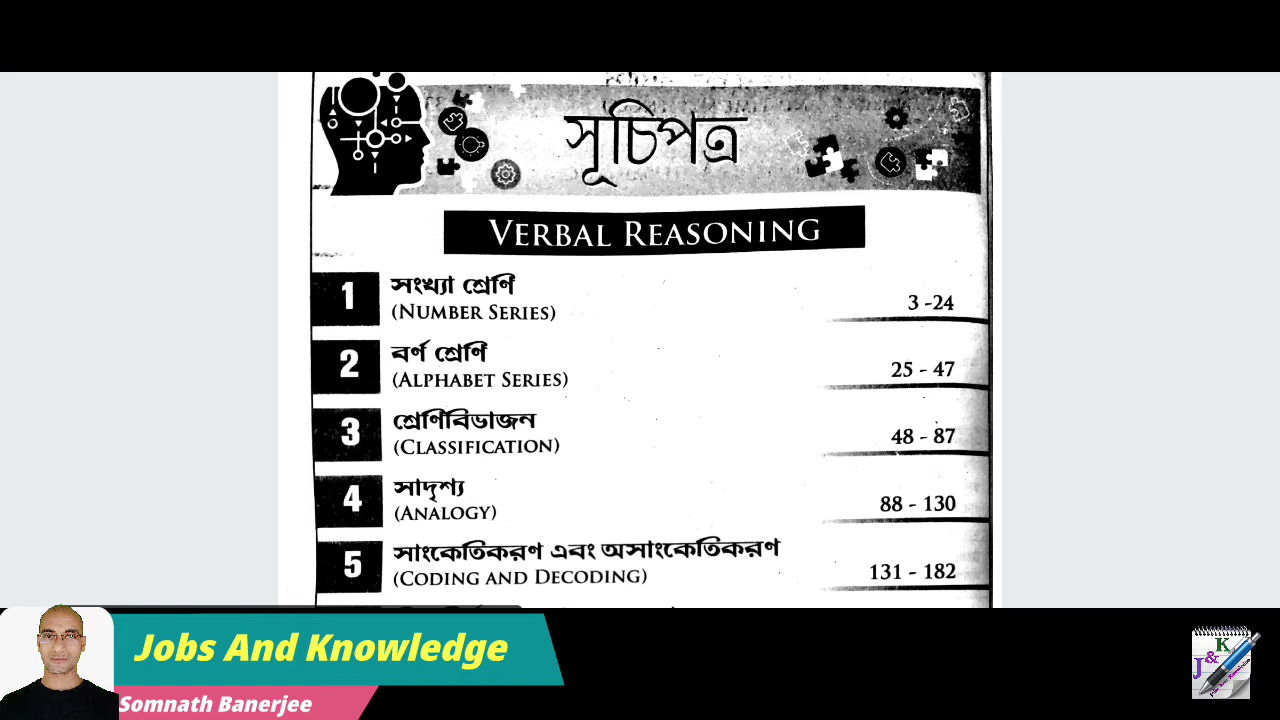 সূচিপত্র
VERBAL REASONING
1 সংখ্যা শ্রেণি
(NUMBER SERIES) 3 -24
2 বর্ণ শ্রেণি
(ALPHABET SERIES) 25 - 47
3 শ্রেণিবিভাজন
(CLASSIFICATION) 48 - 87
4 সাদৃশ্য
(ANALOGY) 88 - 130
5 সাংকেতিকরণ এবং অসাংকেতিকরণ
(CODING AND DECODING) 131 - 182
Jobs And Knowledge
Somnath Banerjee
J&K